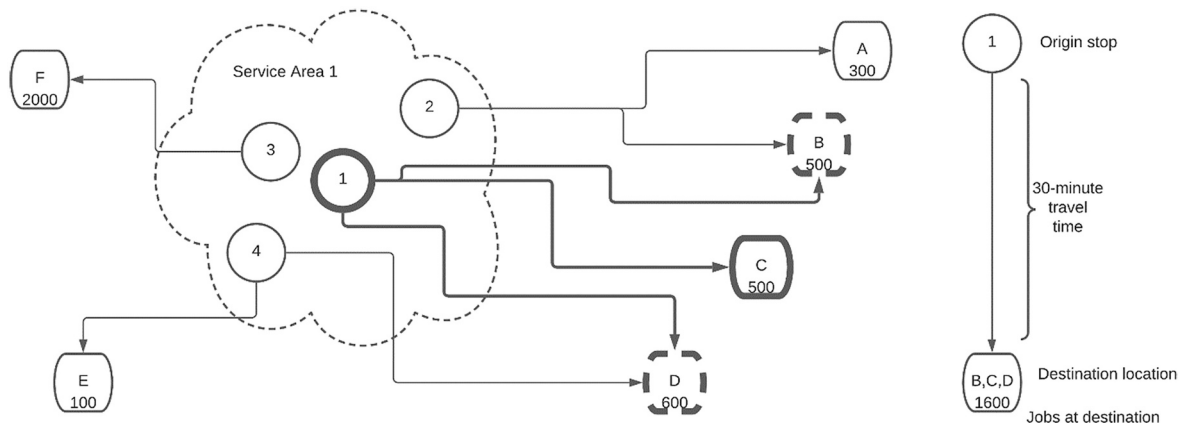 Service Area 1
F
2000
A
300
2
B
500
3
1
4
C
500
E
100
D
600
1
Origin stop
30-minute
travel
time
B,C,D
1600
Destination location
Jobs at destination